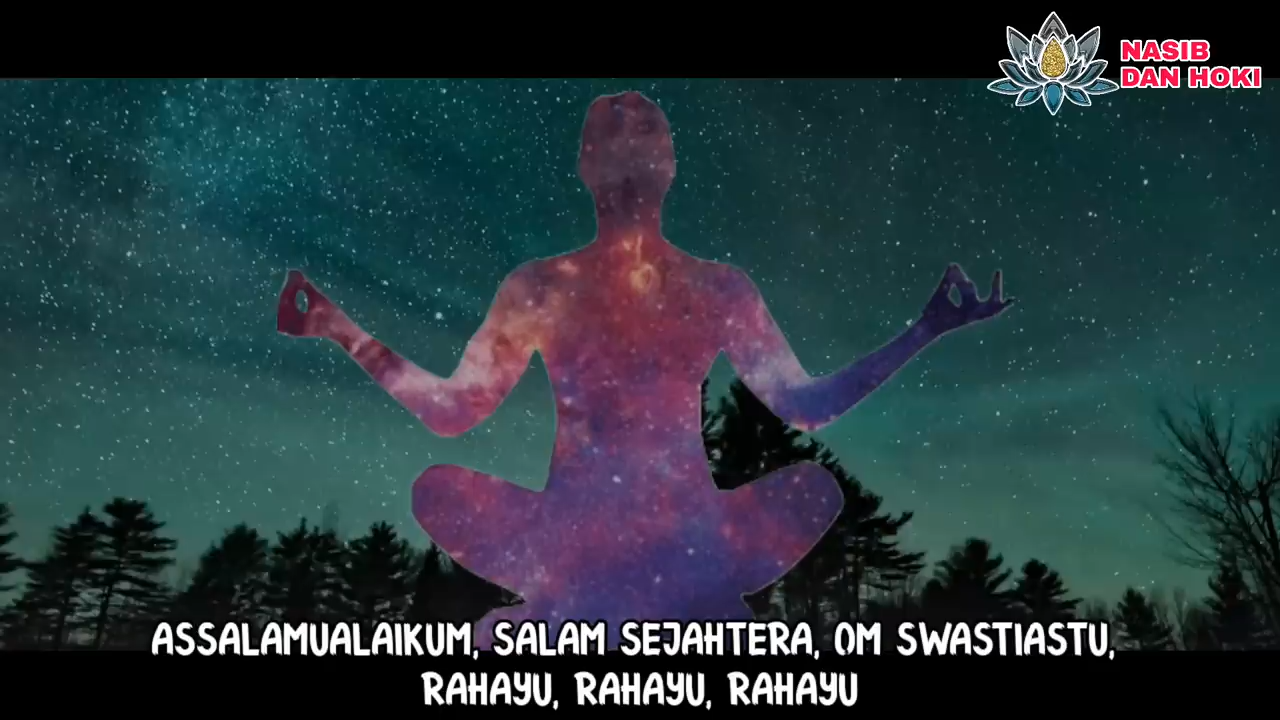 NASIB
DAN HOKI
ASSALAMUALAIKUM, SALAM SEJAHTERA, OM SWASTIASTU,
RAHAYU, RAHAYU, RAHAYU